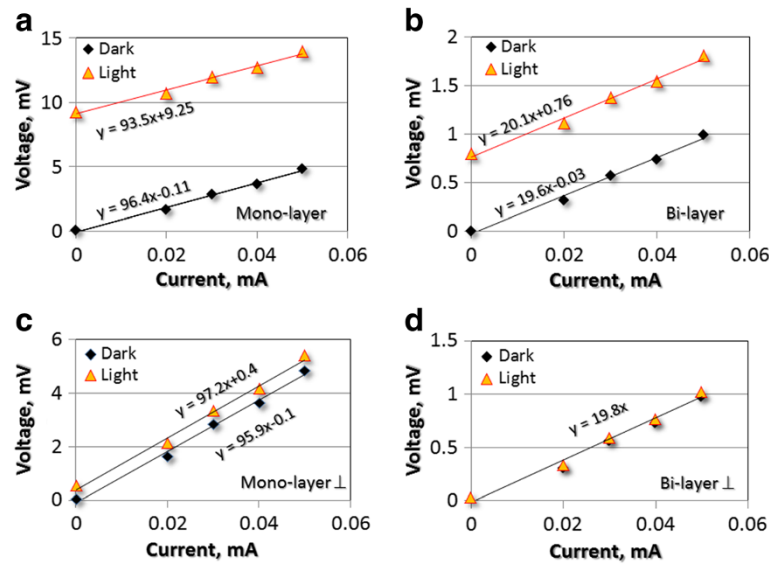 a
15
10
5
0
Voltage, mV
Dark
Light
y = 93.5x+9.25
y = 96.4x-0.11
Mono-layer
0 0.02 0.04 0.06
Current, mA
b
2
1.5
1
0.5
0
Voltage, mV
Dark
Light
y = 20.1x+0.76
y = 19.6x-0.03
Bi-layer
0 0.02 0.04 0.06
Current, mA
c
6
4
2
0
Voltage, mV
Dark
Light
y = 97.2x+0.4
y = 95.9x-0.1
Mono-layer ⊥
0 0.02 0.04 0.06
Current, mA
d
1.5
1
0.5
0
Voltage, mV
Dark
Light
y = 19.8x
Bi-layer ⊥
0 0.02 0.04 0.06
Current, mA